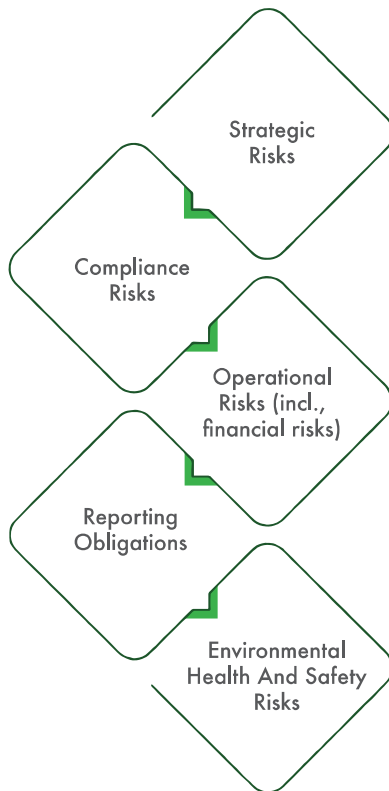 Strategic
Risks
Compliance
Risks
Operational
Risks (incl.,
financial risks)
Reporting
Obligations
Environmental
Health And Safety
Risks